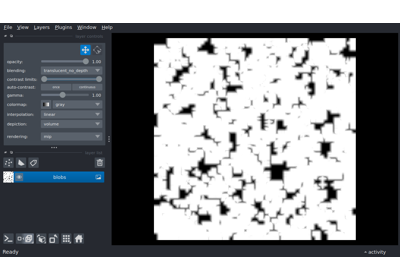 File View Layers Plugins Window Help
opacity: 1.00
blending: translucent_no_depth
contrast limits:
auto-contrast: once continuous
gamma: 1.00
colormap: gray
interpolation: linear
depiction: volume
rendering: mip
blobs
Ready
activity